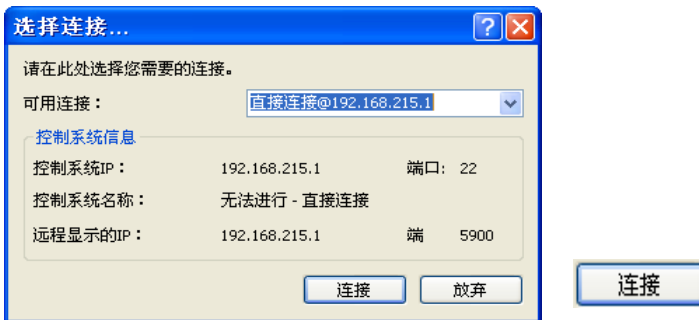 选择连接...
请在此处选择您需要的连接。
可用连接： 直接连接@192.168.215.1
控制系统信息
控制系统IP： 192.168.215.1 端口: 22
控制系统名称： 无法进行 - 直接连接
远程显示的IP： 192.168.215.1 端 5900
连接 放弃
连接